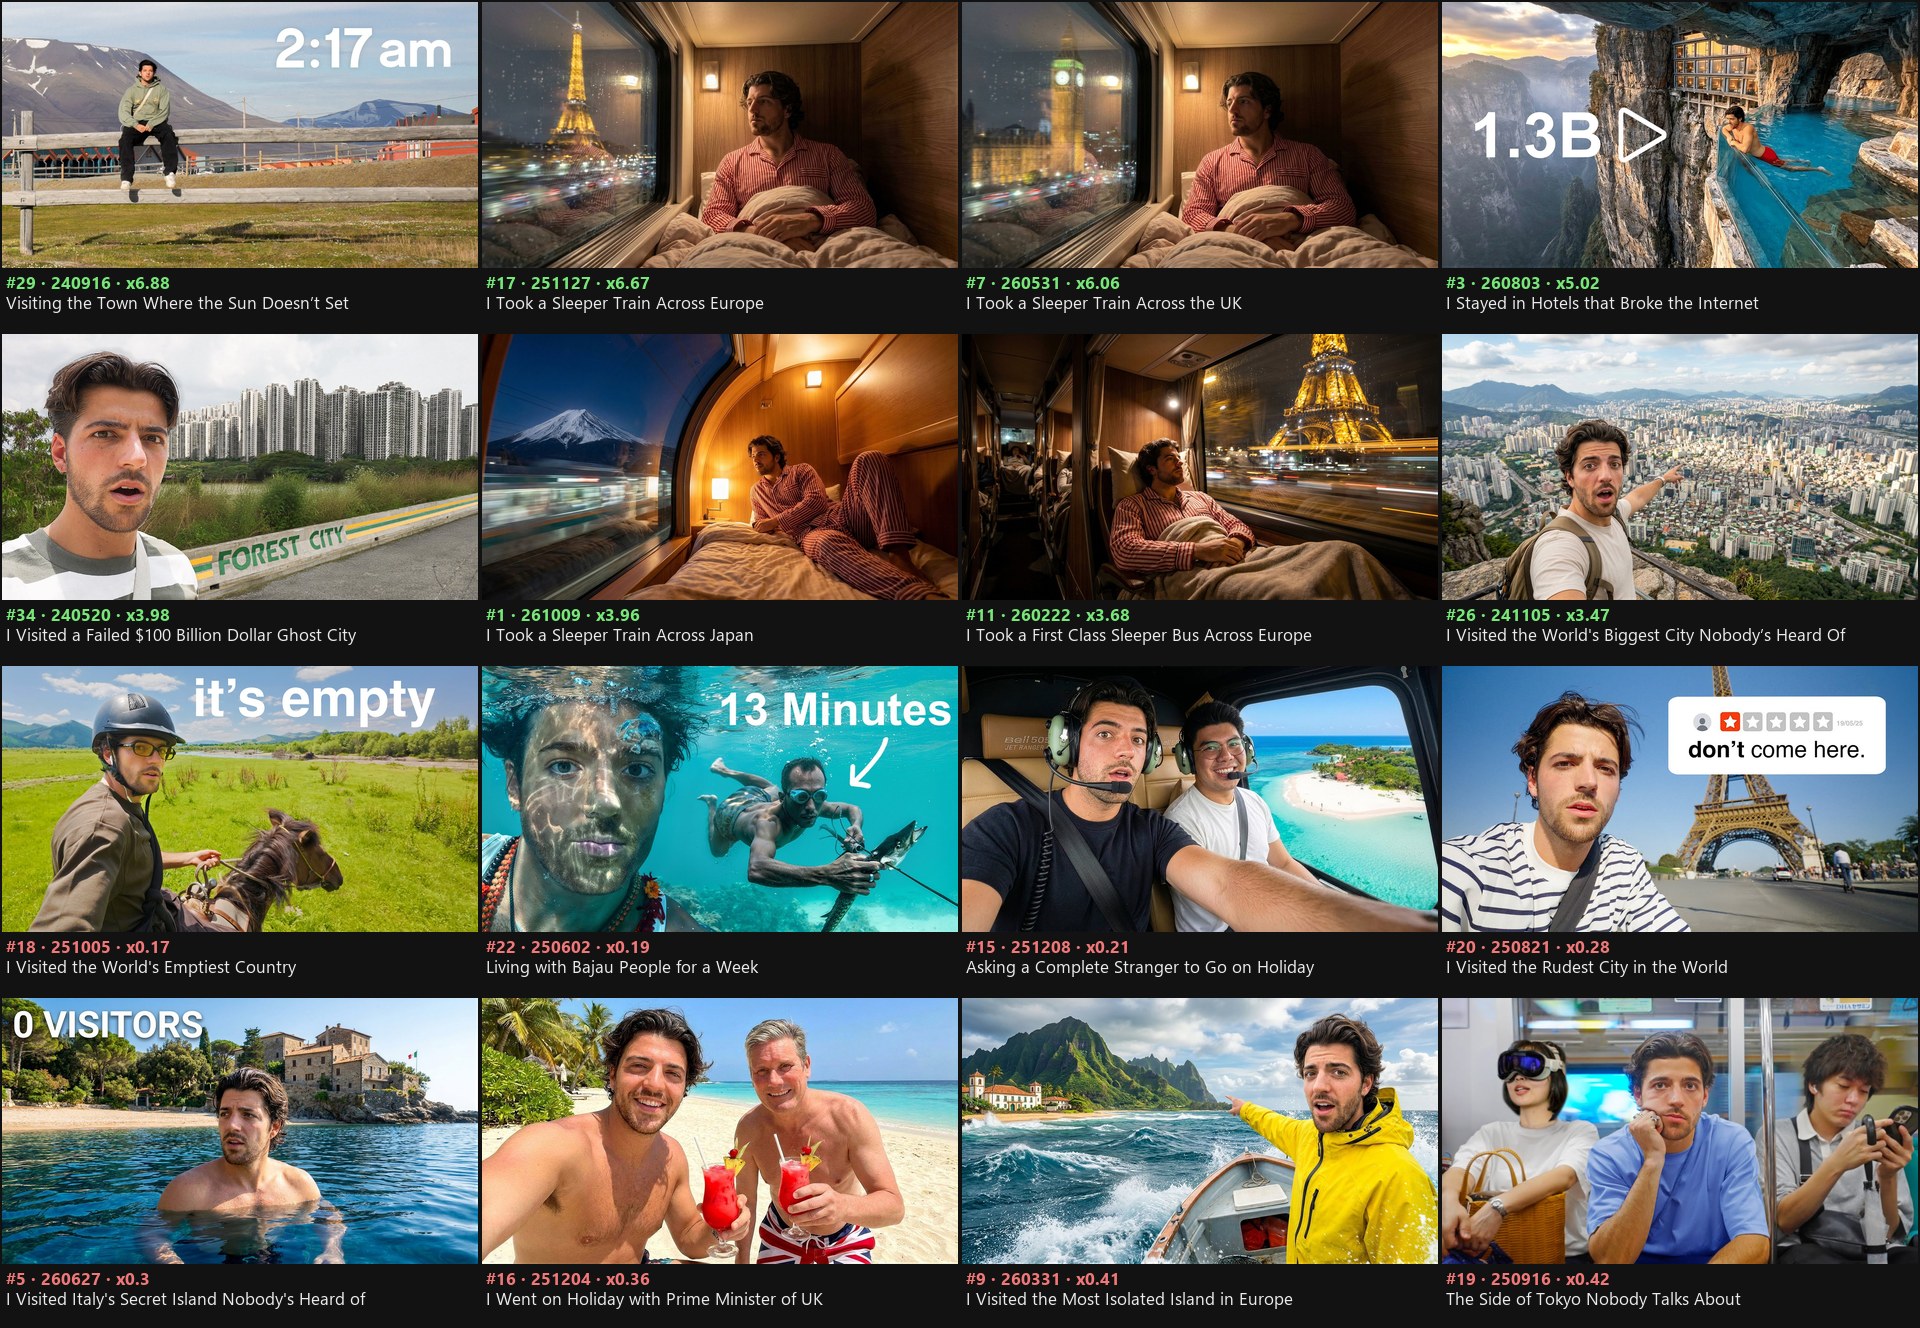 2:17 am
1.3B
#29 · 240916 · x6.88
Visiting the Town Where the Sun Doesn’t Set
#17 · 251127 · x6.67
I Took a Sleeper Train Across Europe
#7 · 260531 · x6.06
I Took a Sleeper Train Across the UK
#3 · 260803 · x5.02
I Stayed in Hotels that Broke the Internet
FOREST CITY
#34 · 240520 · x3.98
I Visited a Failed $100 Billion Dollar Ghost City
#1 · 261009 · x3.96
I Took a Sleeper Train Across Japan
#11 · 260222 · x3.68
I Took a First Class Sleeper Bus Across Europe
#26 · 241105 · x3.47
I Visited the World's Biggest City Nobody’s Heard Of
it’s empty
13 Minutes
Bell 505
JET RANGER
19/03/25
don’t come here.
#18 · 251005 · x0.17
I Visited the World's Emptiest Country
#22 · 250602 · x0.19
Living with Bajau People for a Week
#15 · 251208 · x0.21
Asking a Complete Stranger to Go on Holiday
#20 · 250821 · x0.28
I Visited the Rudest City in the World
0 VISITORS
#5 · 260627 · x0.3
I Visited Italy's Secret Island Nobody's Heard of
#16 · 251204 · x0.36
I Went on Holiday with Prime Minister of UK
#9 · 260331 · x0.41
I Visited the Most Isolated Island in Europe
#19 · 250916 · x0.42
The Side of Tokyo Nobody Talks About